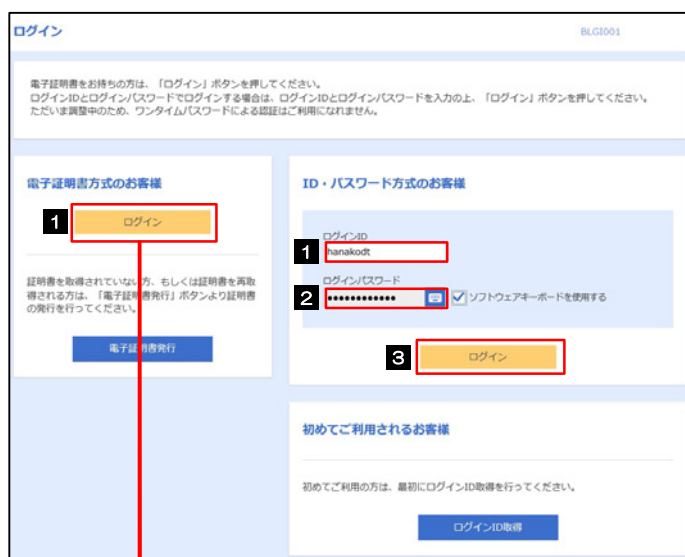 ログイン
BLGI001
電子証明書をお持ちの方は、「ログイン」ボタンを押してください。
ログインIDとログインパスワードでログインする場合は、ログインIDとログインパスワードを入力の上、「ログイン」ボタンを押してください。
ただいま調整中のため、ワンタイムパスワードによる認証はご利用になれません。
電子証明書方式のお客様
1
ログイン
証明書を取得されていない方、もしくは証明書を再取
得される方は、「電子証明書発行」ボタンより証明書
の発行を行ってください。
電子証明書発行
ID・パスワード方式のお客様
ログインID
1
hanakodt
ログインパスワード
2
••••••••••••
ソフトウェアキーボードを使用する
3
ログイン
初めてご利用されるお客様
初めてご利用の方は、最初にログインID取得を行ってください。
ログインID取得